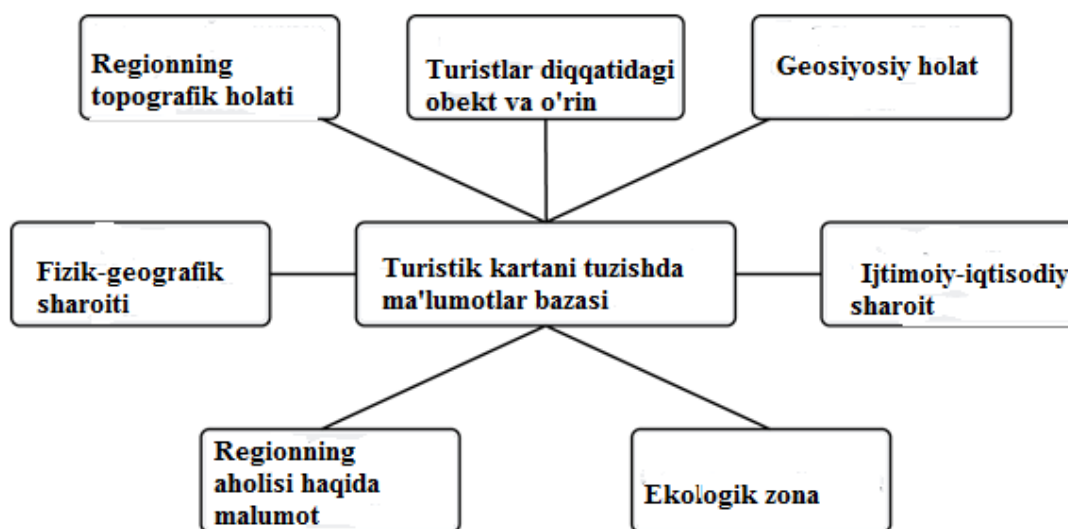 Regionning
topografik holati
Turistlar diqqatidagi
obekt va o'rin
Geosiyosiy holat
Fizik-geografik
sharoiti
Turistik kartani tuzishda
ma'lumotlar bazasi
Ijtimoiy-iqtisodiy
sharoit
Regionning
aholisi haqida
malumot
Ekologik zona